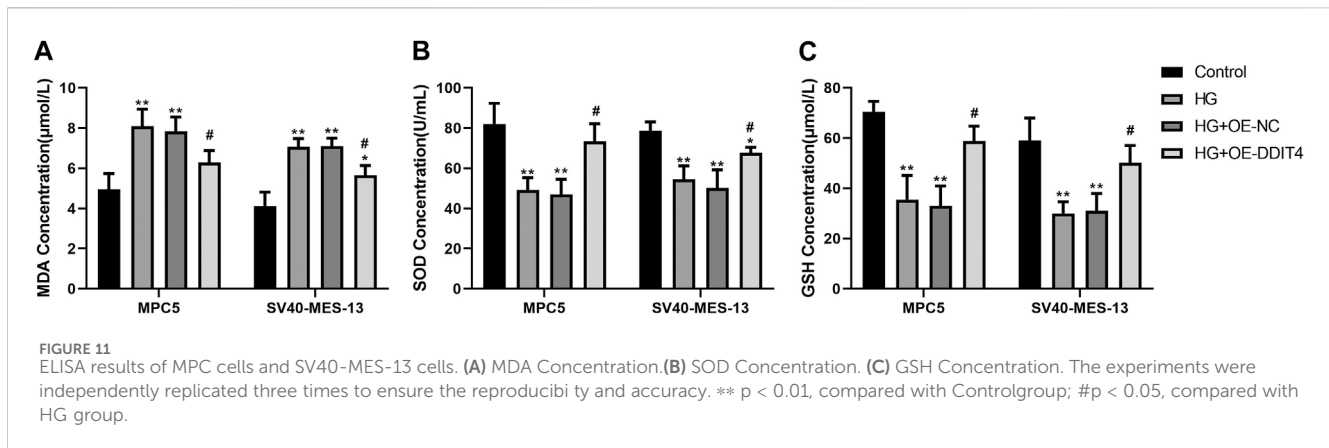 A
MDA Concentration(μmol/L)
10
8
6
4
2
0
** ** #
** ** # *
MPC5 SV40-MES-13
B
SOD Concentration(U/mL)
100
80
60
40
20
0
** ** #
** ** # *
MPC5 SV40-MES-13
C
GSH Concentration(μmol/L)
80
60
40
20
0
** ** #
** ** #
MPC5 SV40-MES-13
Control
HG
HG+OE-NC
HG+OE-DDIT4
FIGURE 11
ELISA results of MPC cells and SV40-MES-13 cells. (A) MDA Concentration.(B) SOD Concentration. (C) GSH Concentration. The experiments were
independently replicated three times to ensure the reproducibi ty and accuracy. ** p < 0.01, compared with Controlgroup; #p < 0.05, compared with
HG group.